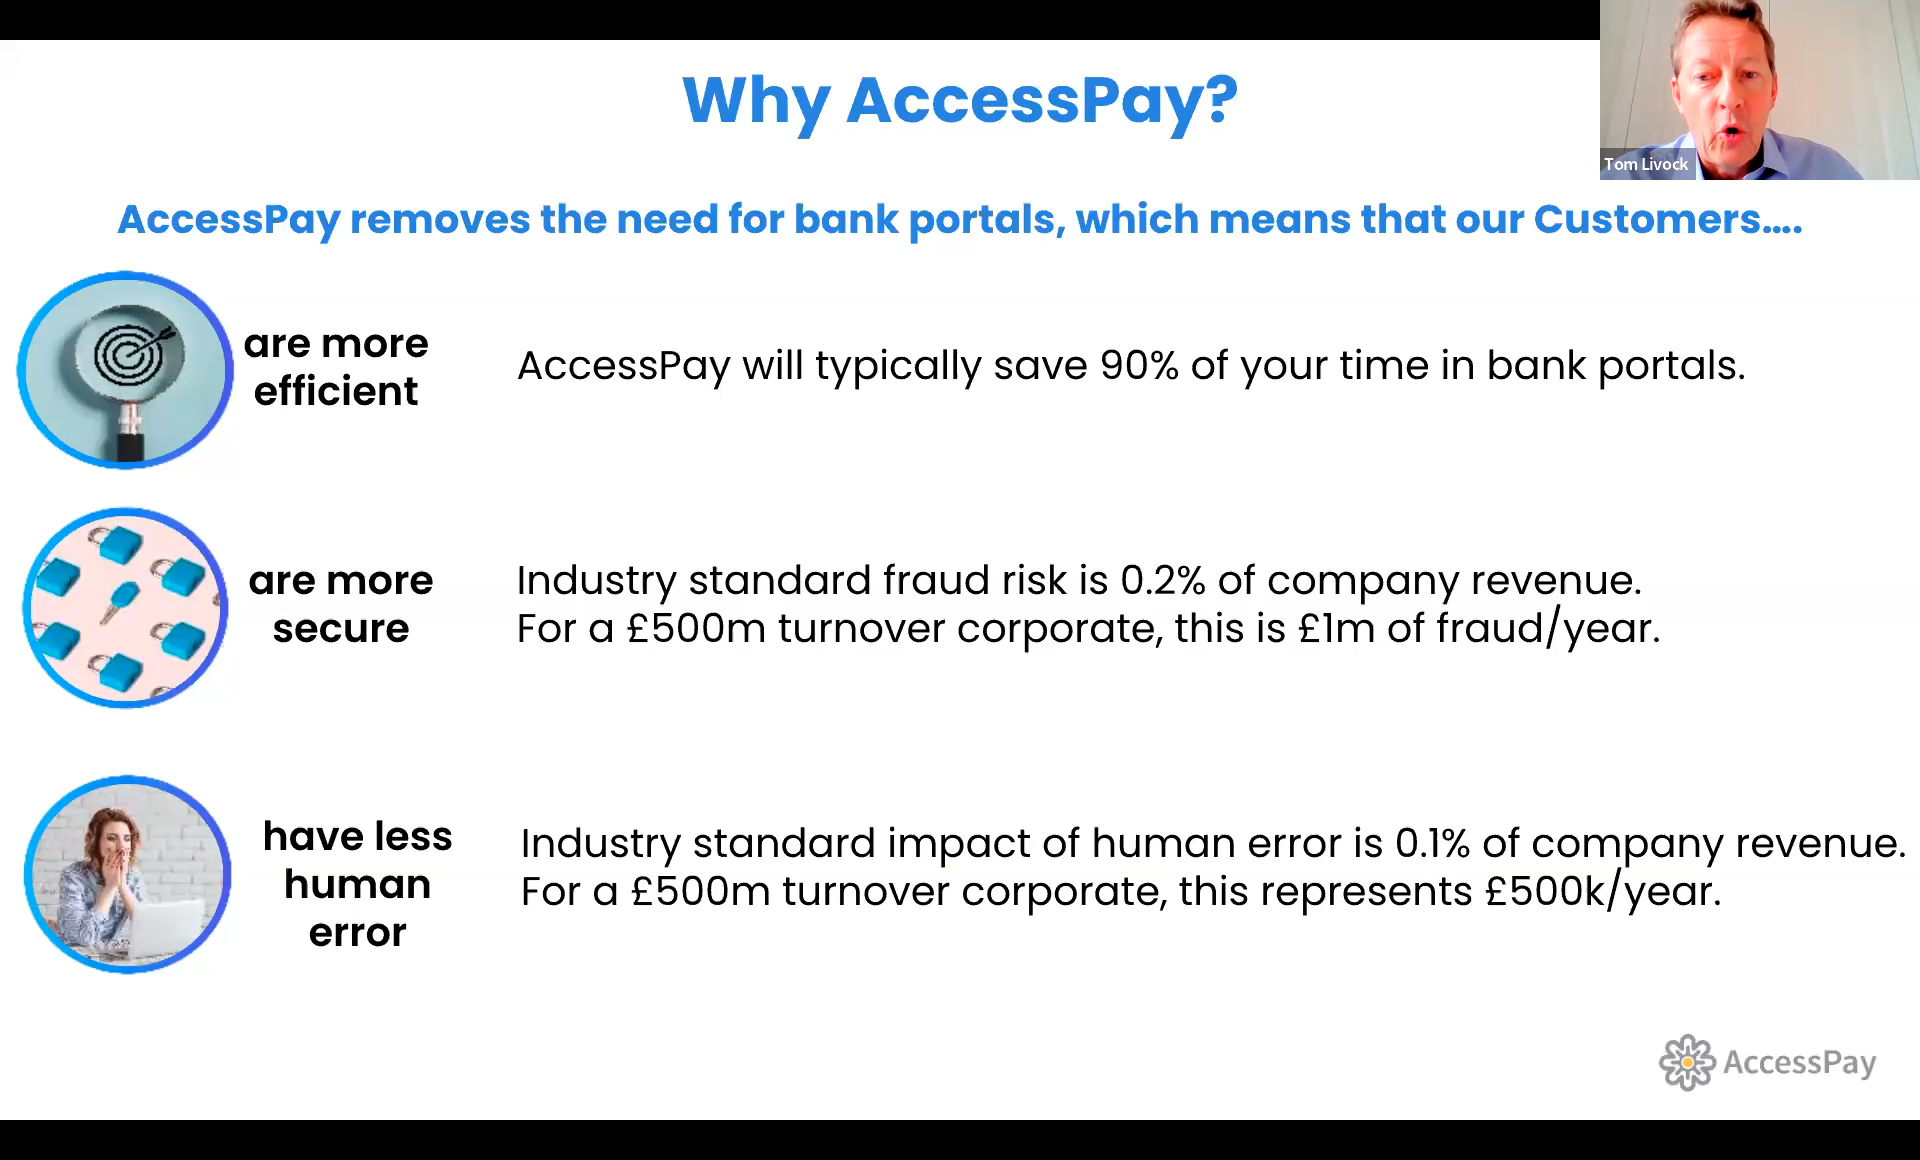 Why AccessPay?
Tom Livock
AccessPay removes the need for bank portals, which means that our Customers....
are more
efficient
AccessPay will typically save 90% of your time in bank portals.
are more
secure
Industry standard fraud risk is 0.2% of company revenue.
For a £500m turnover corporate, this is £1m of fraud/year.
have less
human
error
Industry standard impact of human error is 0.1% of company revenue.
For a £500m turnover corporate, this represents £500k/year.
AccessPay